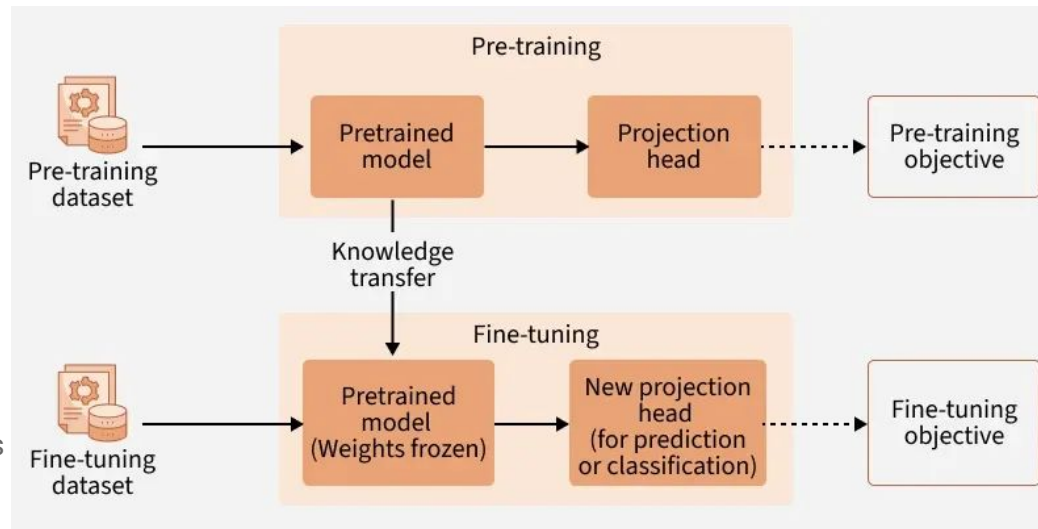 Pre-training
Pretrained
model
Projection
head
Pre-training
objective
Pre-training
dataset
Knowledge
transfer
Fine-tuning
Pretrained
model
(Weights frozen)
New projection
head
(for prediction
or classification)
Fine-tuning
objective
s
Fine-tuning
dataset